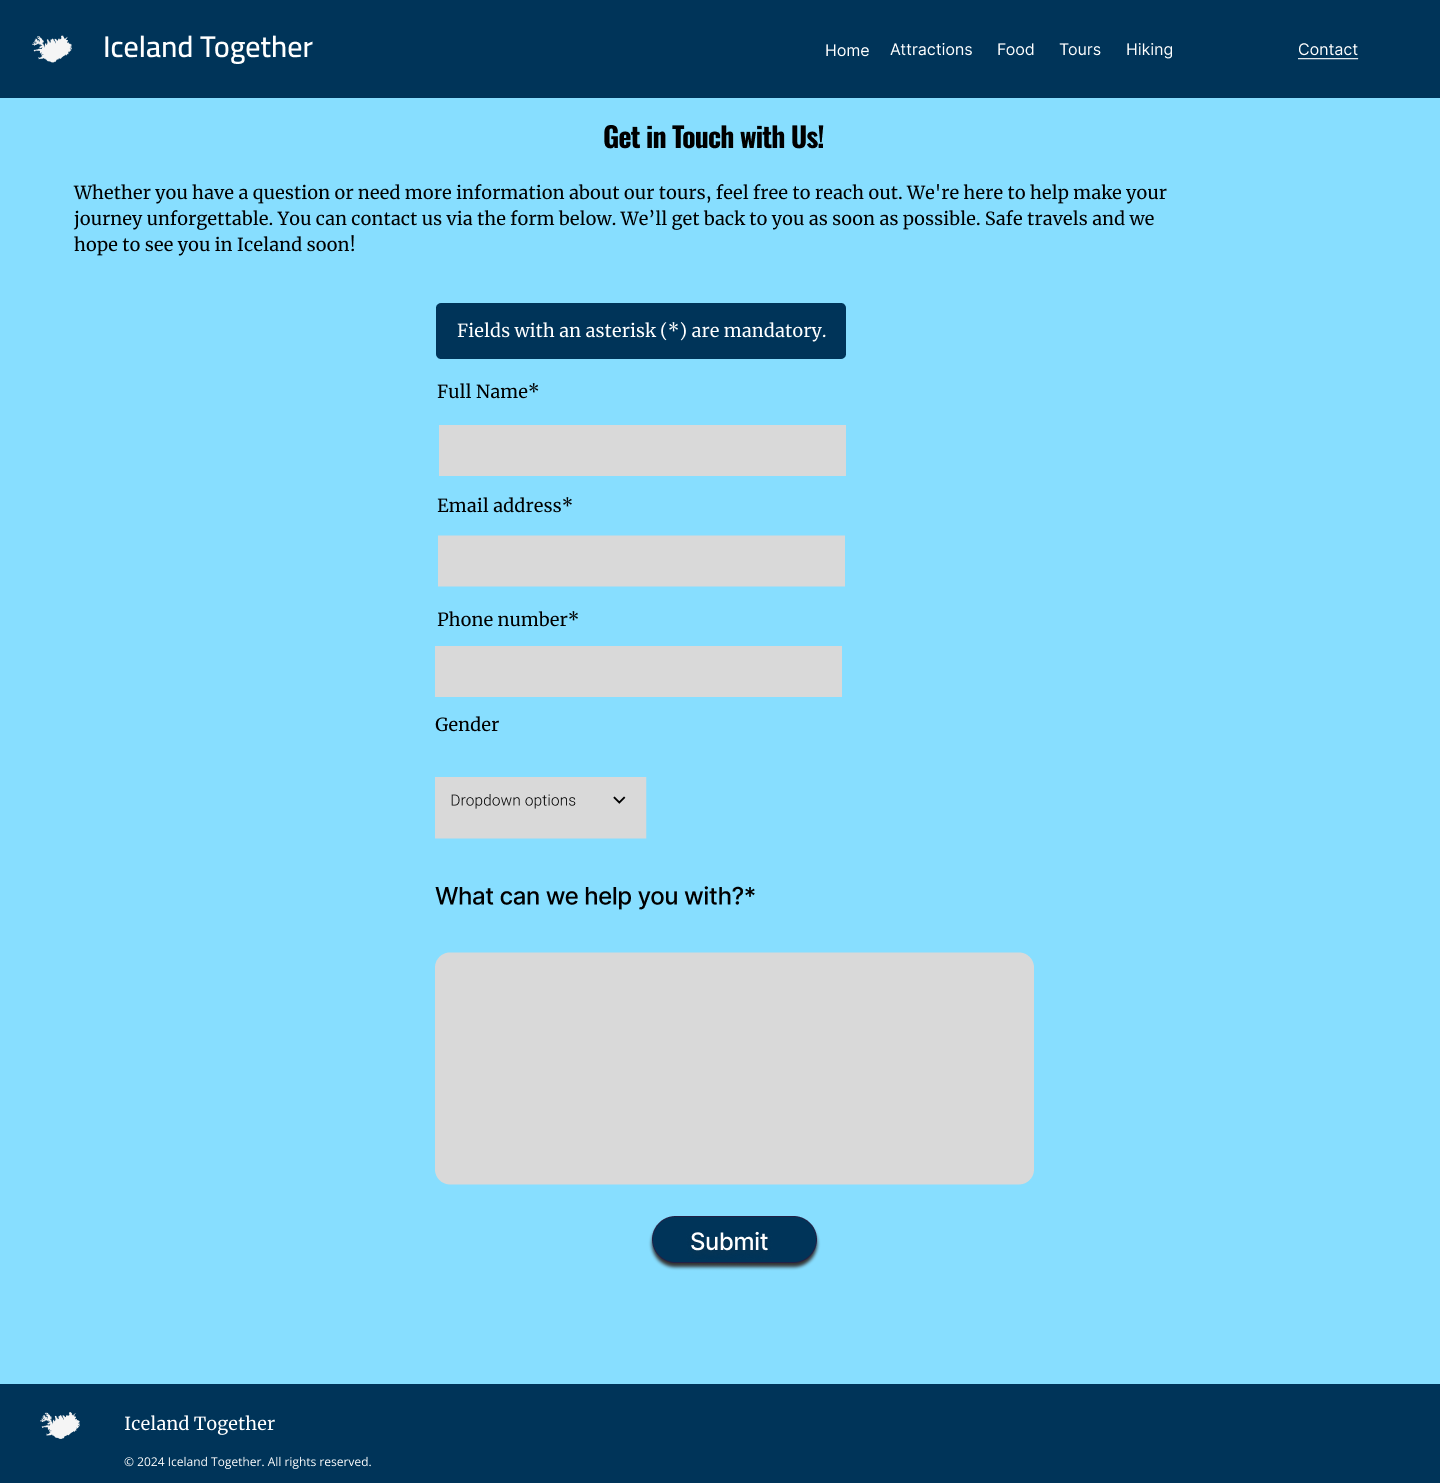 Iceland Together
Home Attractions Food Tours Hiking Contact
Get in Touch with Us!
Whether you have a question or need more information about our tours, feel free to reach out. We're here to help make your
journey unforgettable. You can contact us via the form below. We’ll get back to you as soon as possible. Safe travels and we
hope to see you in Iceland soon!
Fields with an asterisk (*) are mandatory.
Full Name*
Email address*
Phone number*
Gender
Dropdown options
What can we help you with?*
Submit
Iceland Together
© 2024 Iceland Together. All rights reserved.